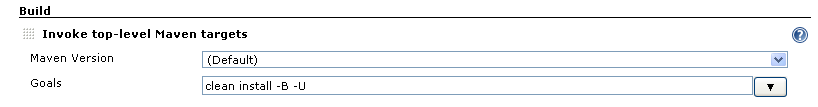 Build
Invoke top-level Maven targets
Maven Version
(Default)
Goals
clean install -B -U